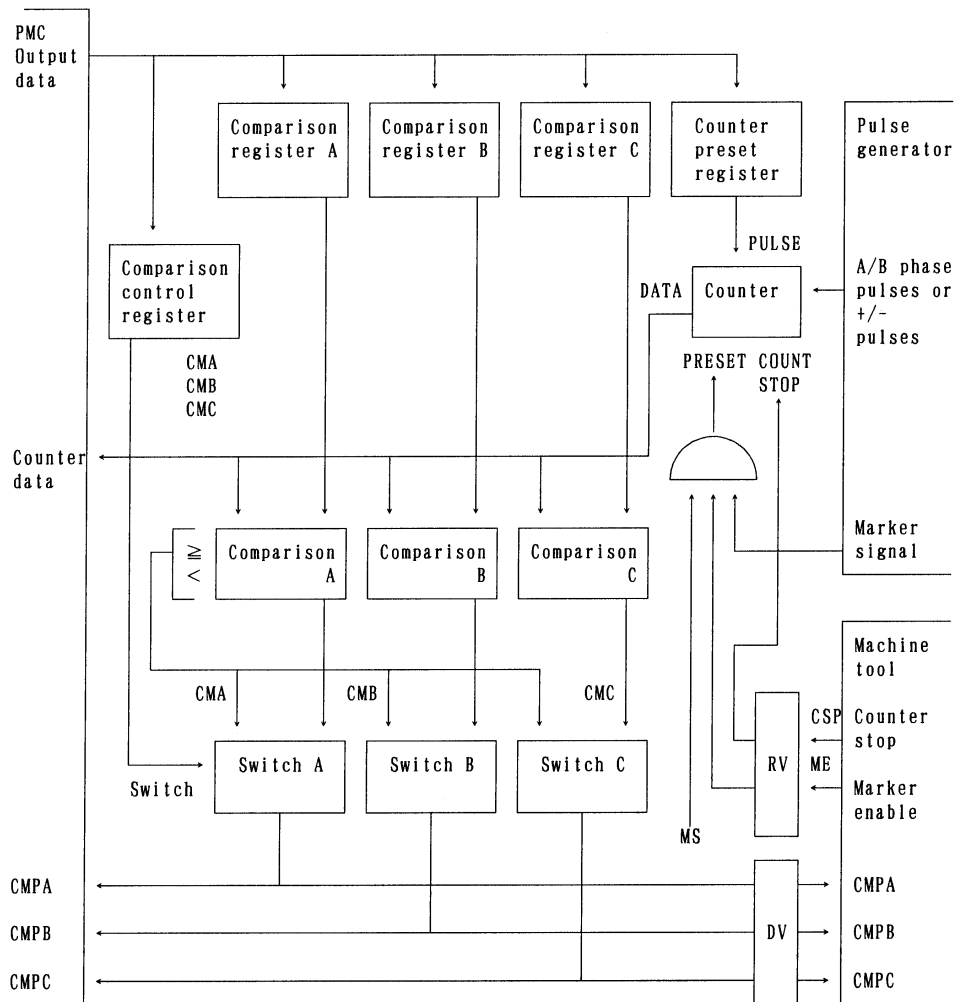 PMC
Output
data
Comparison
register A
Comparison
register B
Comparison
register C
Counter
preset
register
Pulse
generator
PULSE
Comparison
control
register
DATA
Counter
A/B phase
pulses or
+/-
pulses
CMA
CMB
CMC
PRESET
COUNT
STOP
Counter
data
≧
<
Comparison
A
Comparison
B
Comparison
C
Marker
signal
Machine
tool
CMA
CMB
CMC
CSP
Counter
stop
Switch
Switch A
Switch B
Switch C
RV
ME
Marker
enable
MS
CMPA
CMPB
CMPC
DV
CMPA
CMPB
CMPC